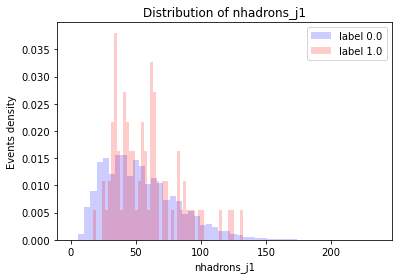 Distribution of nhadrons_j1
label 0.0
label 1.0
Events density
0.035
0.030
0.025
0.020
0.015
0.010
0.005
0.000
0 50 100 150 200
nhadrons_j1